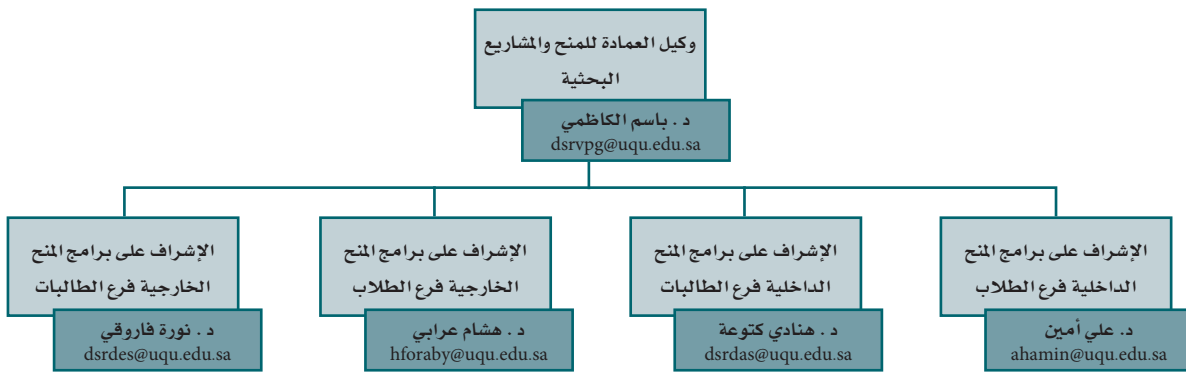 وكيل العمادة للمنح والمشاريع
البحثية
د . باسم الكاظمي
dsrvpg@uqu.edu.sa
الإشراف على برامج المنح
الداخلية فرع الطلاب
د. علي أمين
ahamin@uqu.edu.sa
الإشراف على برامج المنح
الداخلية فرع الطالبات
د . هنادي كتوعة
dsrdas@uqu.edu.sa
الإشراف على برامج المنح
الخارجية فرع الطلاب
د . هشام عرابي
hforaby@uqu.edu.sa
الإشراف على برامج المنح
الخارجية فرع الطالبات
د . نورة فاروقي
dsrdes@uqu.edu.sa